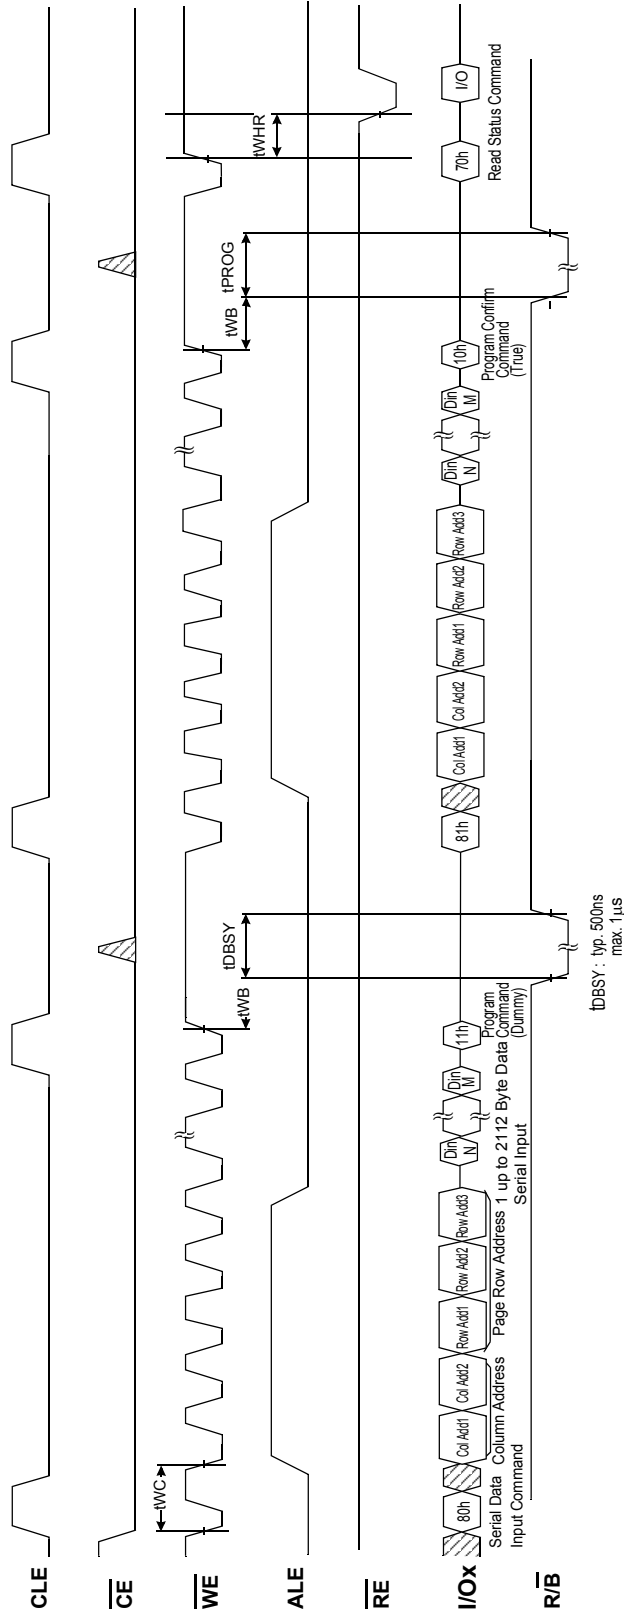 CLE
CE
WE
tWC
tWB
tDBSY
tWB
tPROG
tWHR
ALE
RE
I/Ox
80h
Col Add1
Col Add2
Row Add1
Row Add2
Row Add3
Din
N
Din
M
11h
81h
Col Add1
Col Add2
Row Add1
Row Add2
Row Add3
Din
N
Din
M
10h
70h
I/O
Serial Data
Input Command
Column Address
Page Row Address
1 up to 2112 Byte Data
Serial Input
Program
Command
(Dummy)
Program Confirm
Command
(True)
Read Status Command
R/B
tDBSY : typ. 500ns
max. 1µs